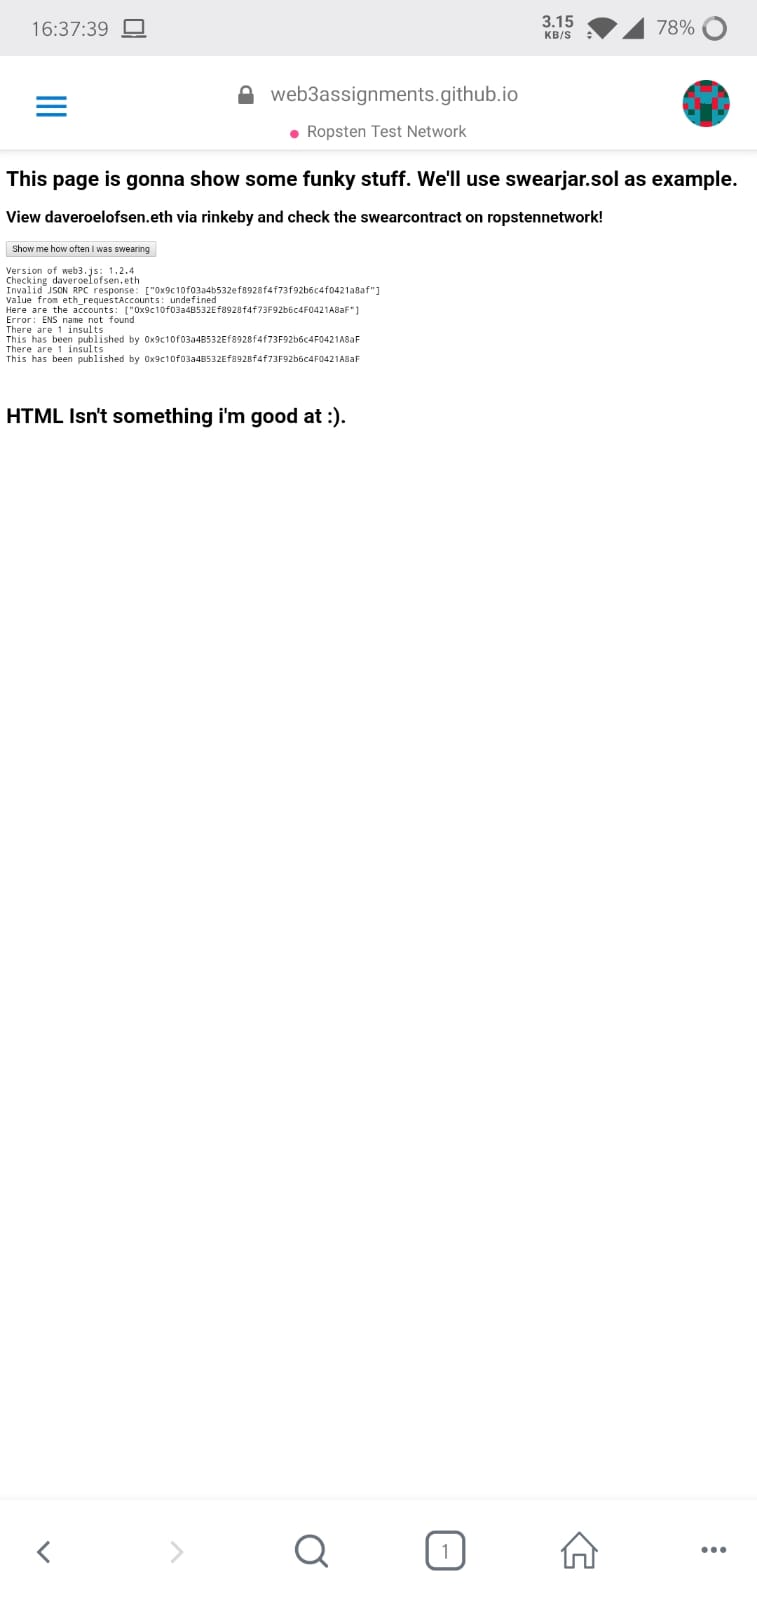 16:37:39
3.15
KB/S
78%
web3assignments.github.io
Ropsten Test Network
This page is gonna show some funky stuff. We'll use swearjar.sol as example.
View daveroelofsen.eth via rinkeby and check the swearcontract on ropstennetwork!
Show me how often I was swearing
Version of web3.js: 1.2.4
Checking daveroelofsen.eth
Invalid JSON RPC response: ["0x9c10f03a4b532ef8928f4f73f92b6c4f0421a8af"]
Value from eth_requestAccounts: undefined
Here are the accounts: ["0x9c10f03a4B532Ef8928f4f73F92b6c4F0421A8aF"]
Error: ENS name not found
There are 1 insults
This has been published by 0x9c10f03a4B532Ef8928f4f73F92b6c4F0421A8aF
There are 1 insults
This has been published by 0x9c10f03a4B532Ef8928f4f73F92b6c4F0421A8aF
HTML Isn't something i'm good at :).
1